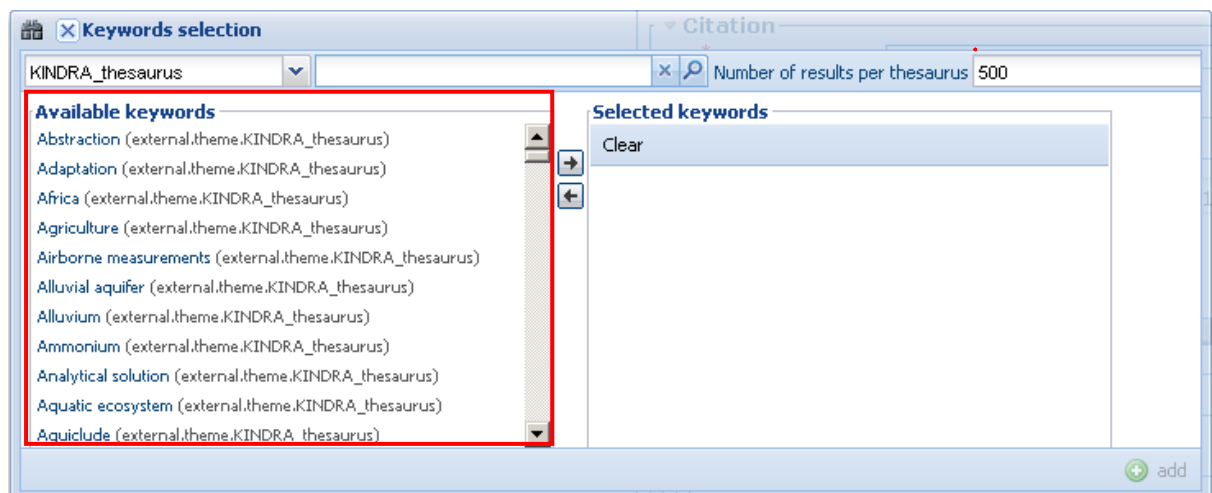 Keywords selection
Citation
KINDRA_thesaurus
Number of results per thesaurus 500
Available keywords
Abstraction (external.theme.KINDRA_thesaurus)
Adaptation (external.theme.KINDRA_thesaurus)
Africa (external.theme.KINDRA_thesaurus)
Agriculture (external.theme.KINDRA_thesaurus)
Airborne measurements (external.theme.KINDRA_thesaurus)
Alluvial aquifer (external.theme.KINDRA_thesaurus)
Alluvium (external.theme.KINDRA_thesaurus)
Ammonium (external.theme.KINDRA_thesaurus)
Analytical solution (external.theme.KINDRA_thesaurus)
Aquatic ecosystem (external.theme.KINDRA_thesaurus)
Aquiclude (external.theme.KINDRA_thesaurus)
Selected keywords
Clear
add